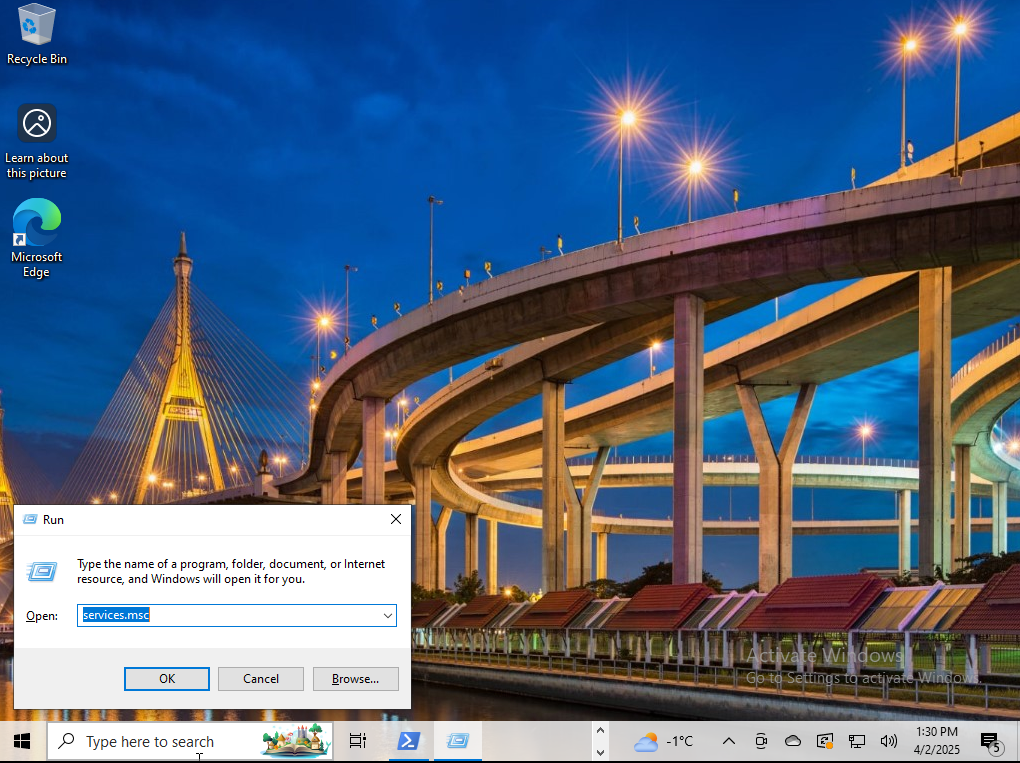 Recycle Bin
Learn about
this picture
Microsoft
Edge
Run
Type the name of a program, folder, document, or Internet
resource, and Windows will open it for you.
Open:
services.msc
OK
Cancel
Browse...
Activate Windows
Go to Settings to activate Windows.
Type here to search
-1°C
1:30 PM
4/2/2025
5